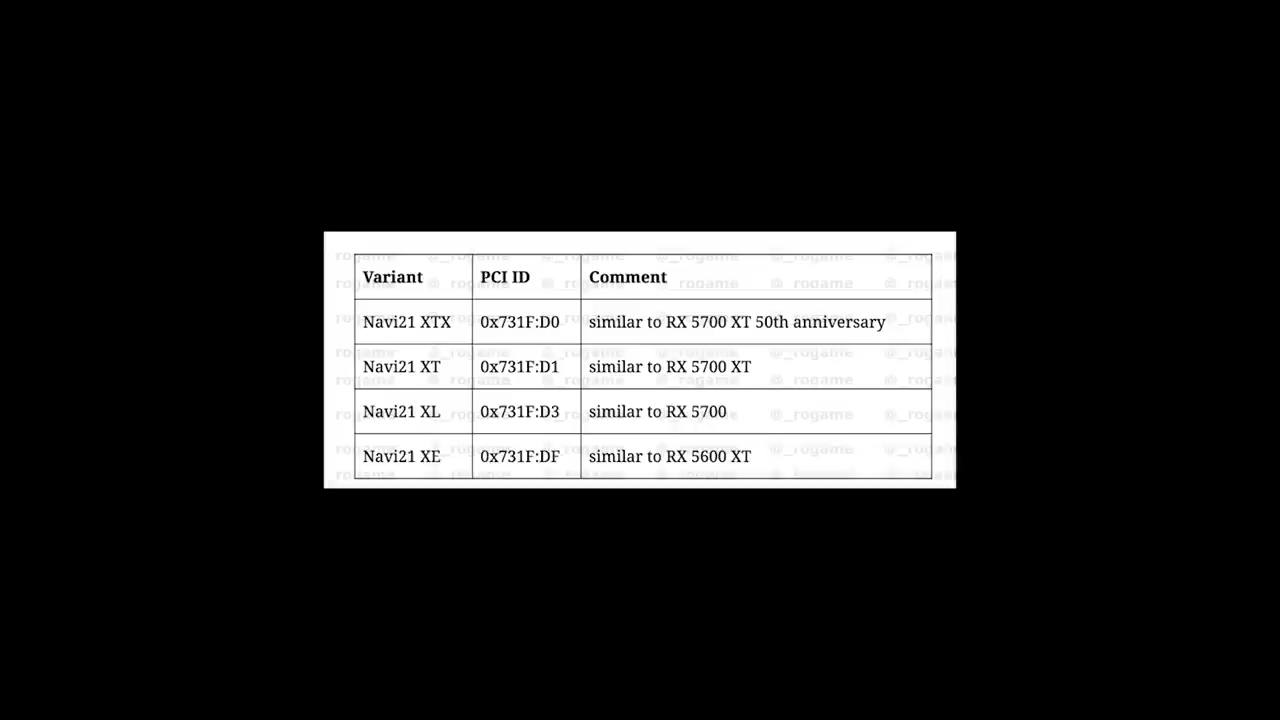 Variant PCI ID Comment
Navi21 XTX 0x731F:D0 similar to RX 5700 XT 50th anniversary
Navi21 XT 0x731F:D1 similar to RX 5700 XT
Navi21 XL 0x731F:D3 similar to RX 5700
Navi21 XE 0x731F:DF similar to RX 5600 XT
@_rogame